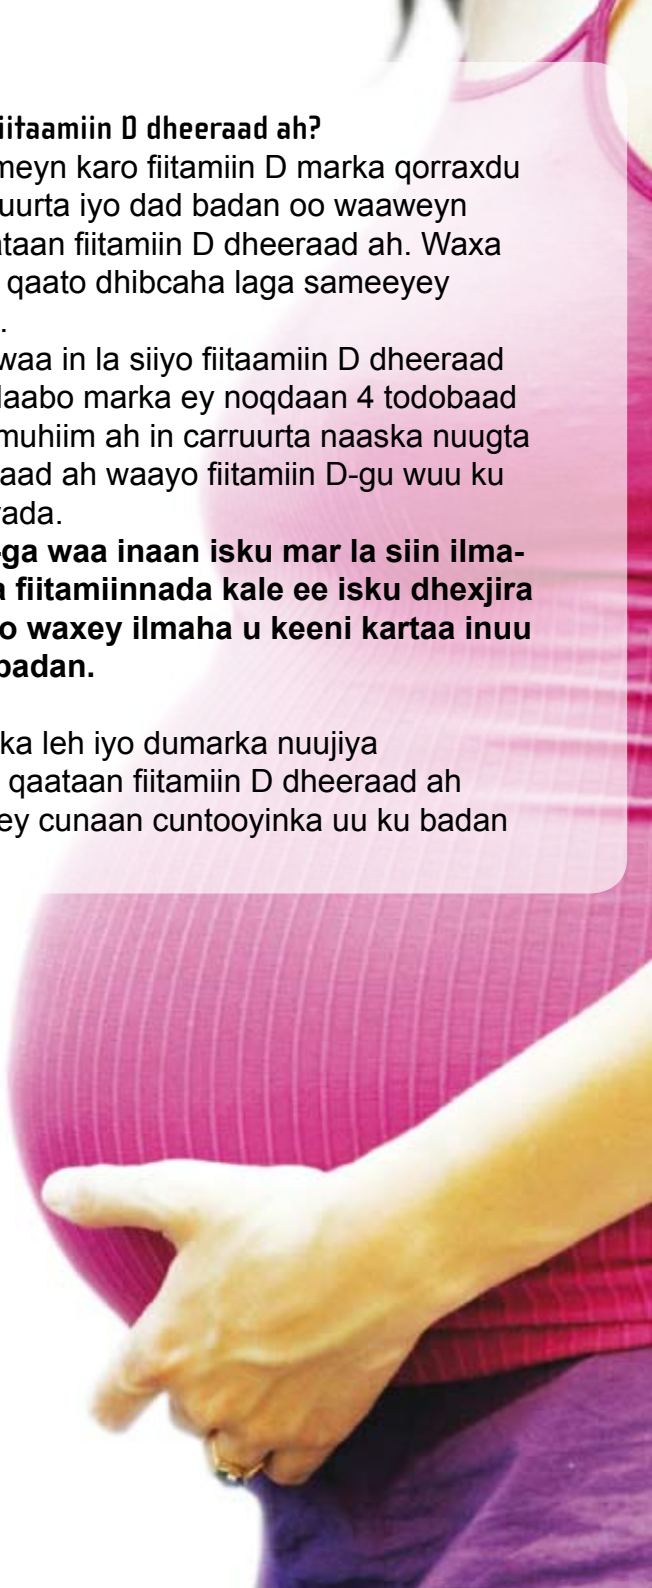 iitaamiin D dheeraad ah?
meyn karo fiitamiin D marka qorraxdu
uurta iyo dad badan oo waaweyn
ataan fiitamiin D dheeraad ah. Waxa
qaato dhibcaha laga sameeyey
.
waa in la siiyo fiitaamiin D dheeraad
laabo marka ey noqdaan 4 todobaad
muhiim ah in carruurta naaska nuugta
aad ah waayo fiitamiin D-gu wuu ku
ada.
-ga waa inaan isku mar la siin ilma-
a fiitamiinnada kale ee isku dhexjira
o waxey ilmaha u keeni kartaa inuu
badan.
ka leh iyo dumarka nuujiya
qaataan fiitamiin D dheeraad ah
ey cunaan cuntooyinka uu ku badan